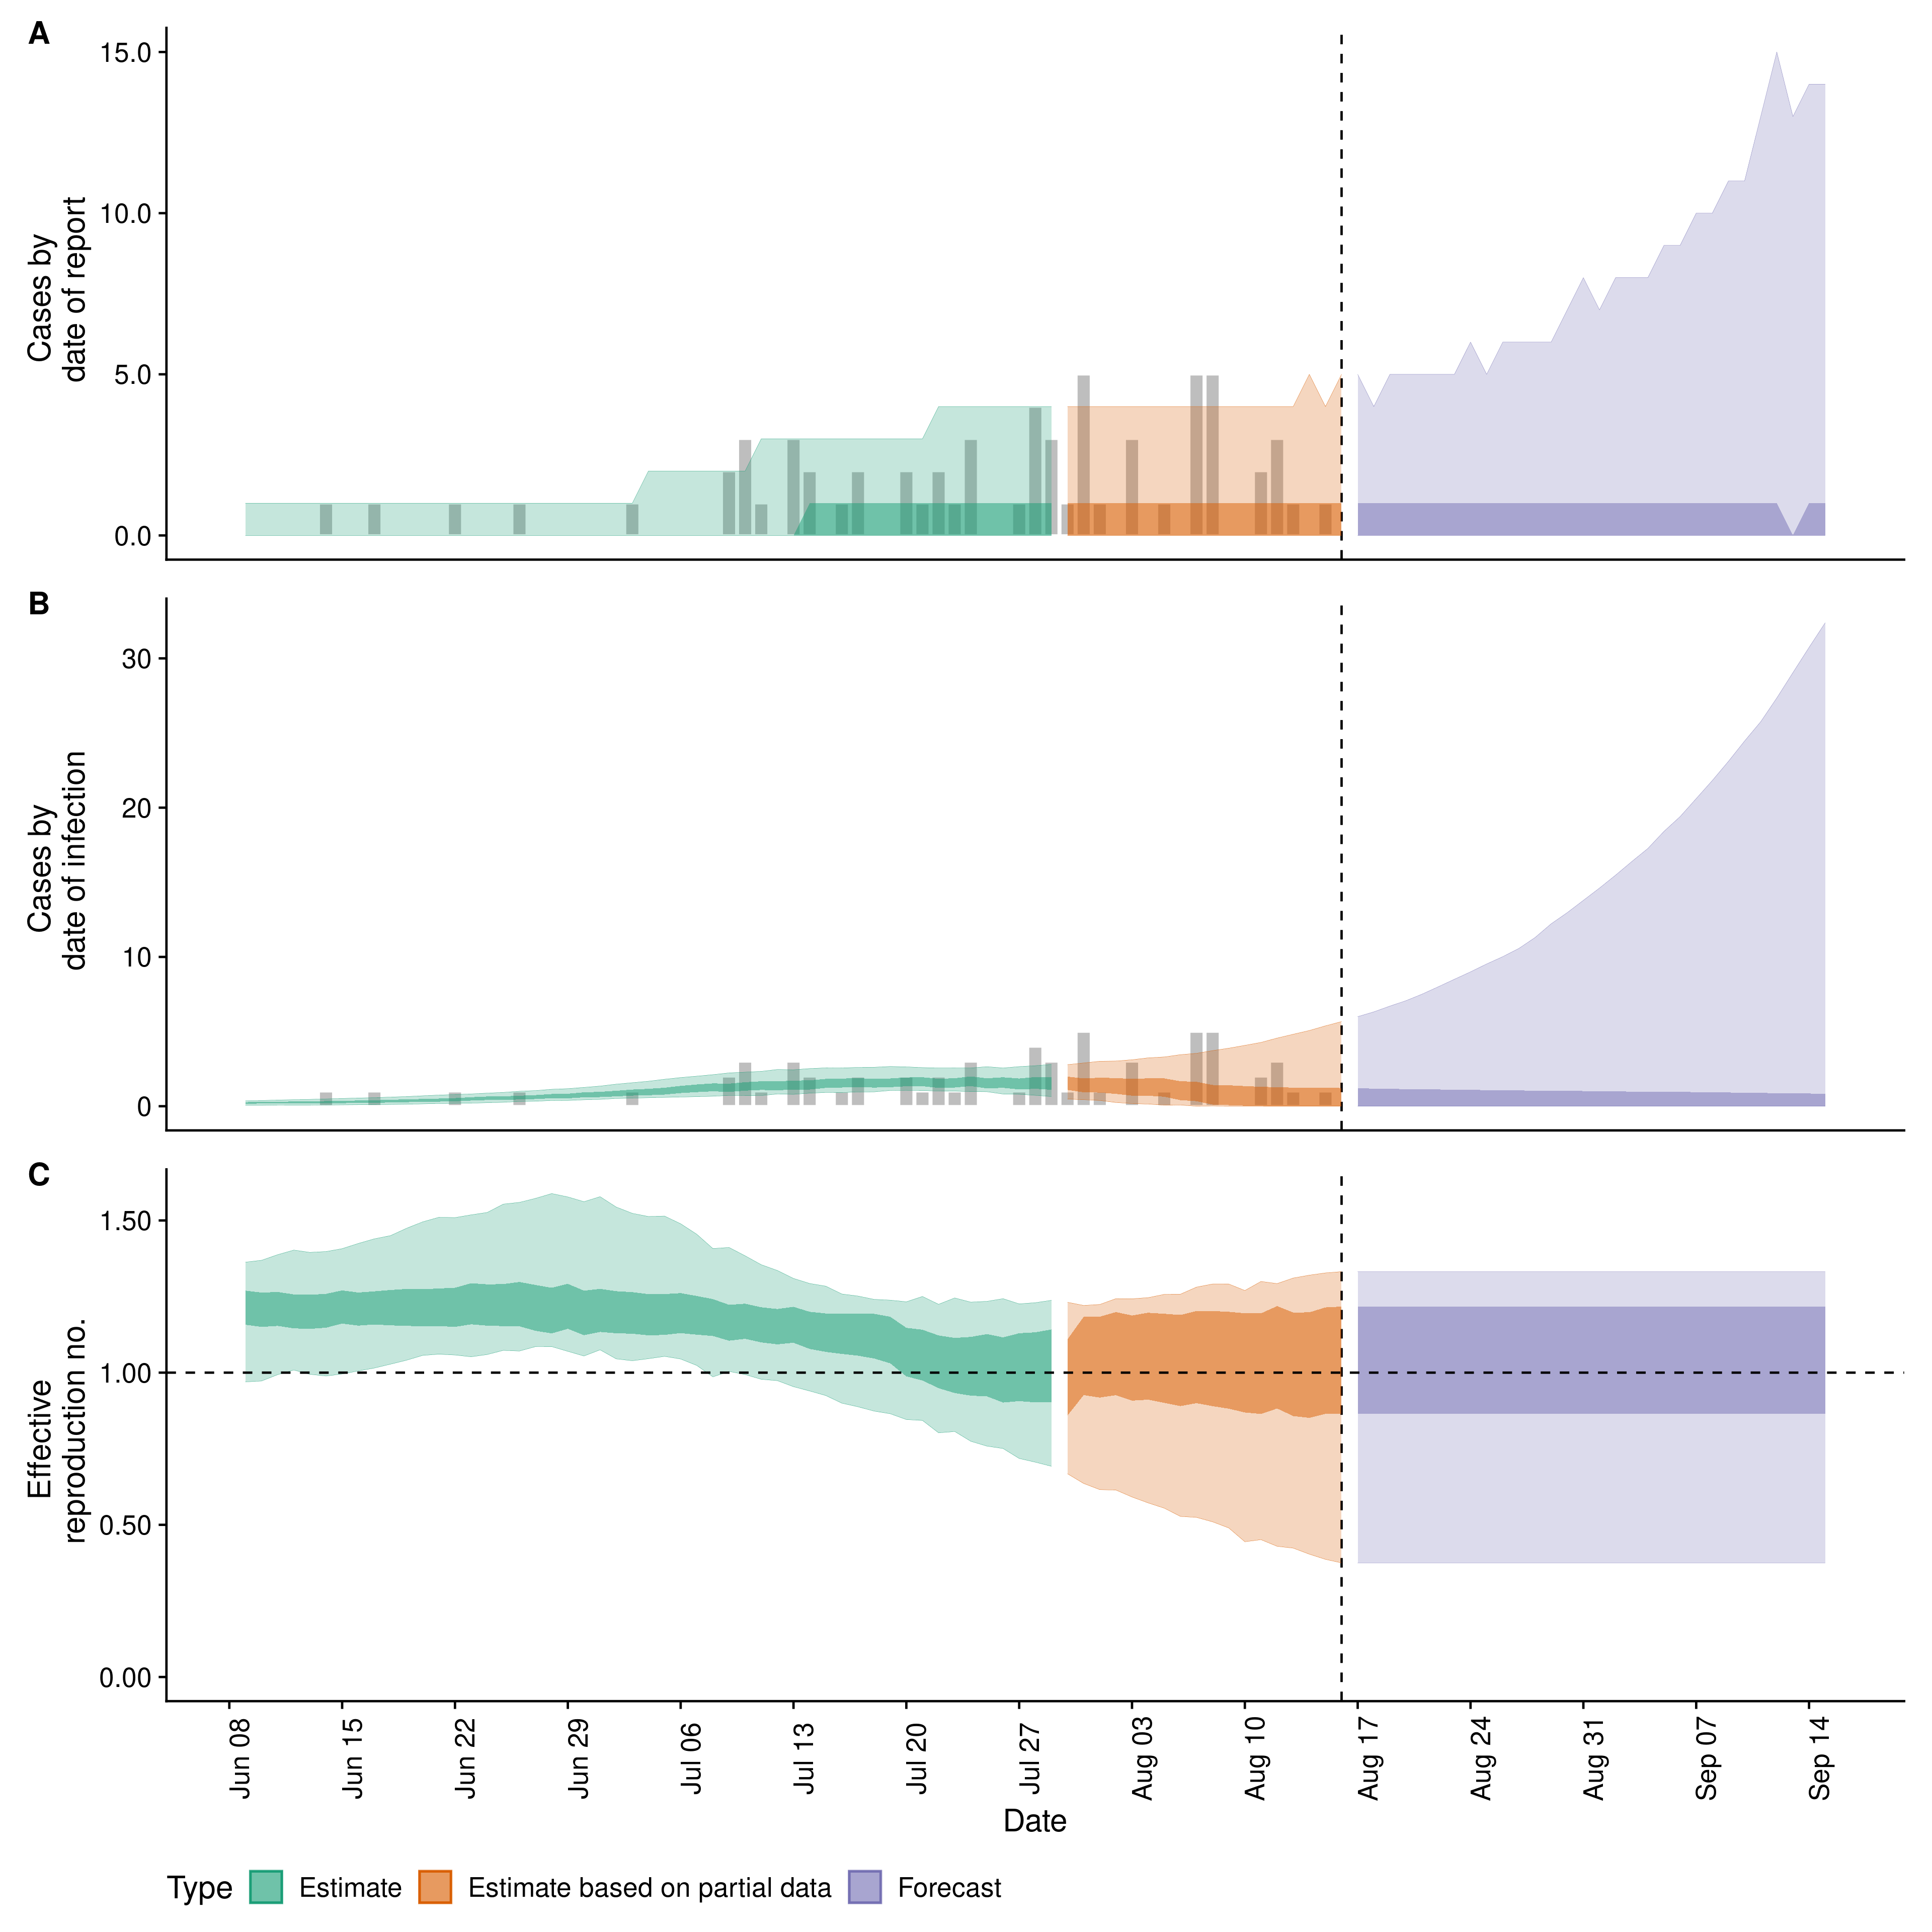 A
Cases by
date of report
15.0
10.0
5.0
0.0
B
Cases by
date of infection
30
20
10
0
C
Effective
reproduction no.
1.50
1.00
0.50
0.00
Jun 08
Jun 15
Jun 22
Jun 29
Jul 06
Jul 13
Jul 20
Jul 27
Aug 03
Aug 10
Aug 17
Aug 24
Aug 31
Sep 07
Sep 14
Date
Type Estimate Estimate based on partial data Forecast